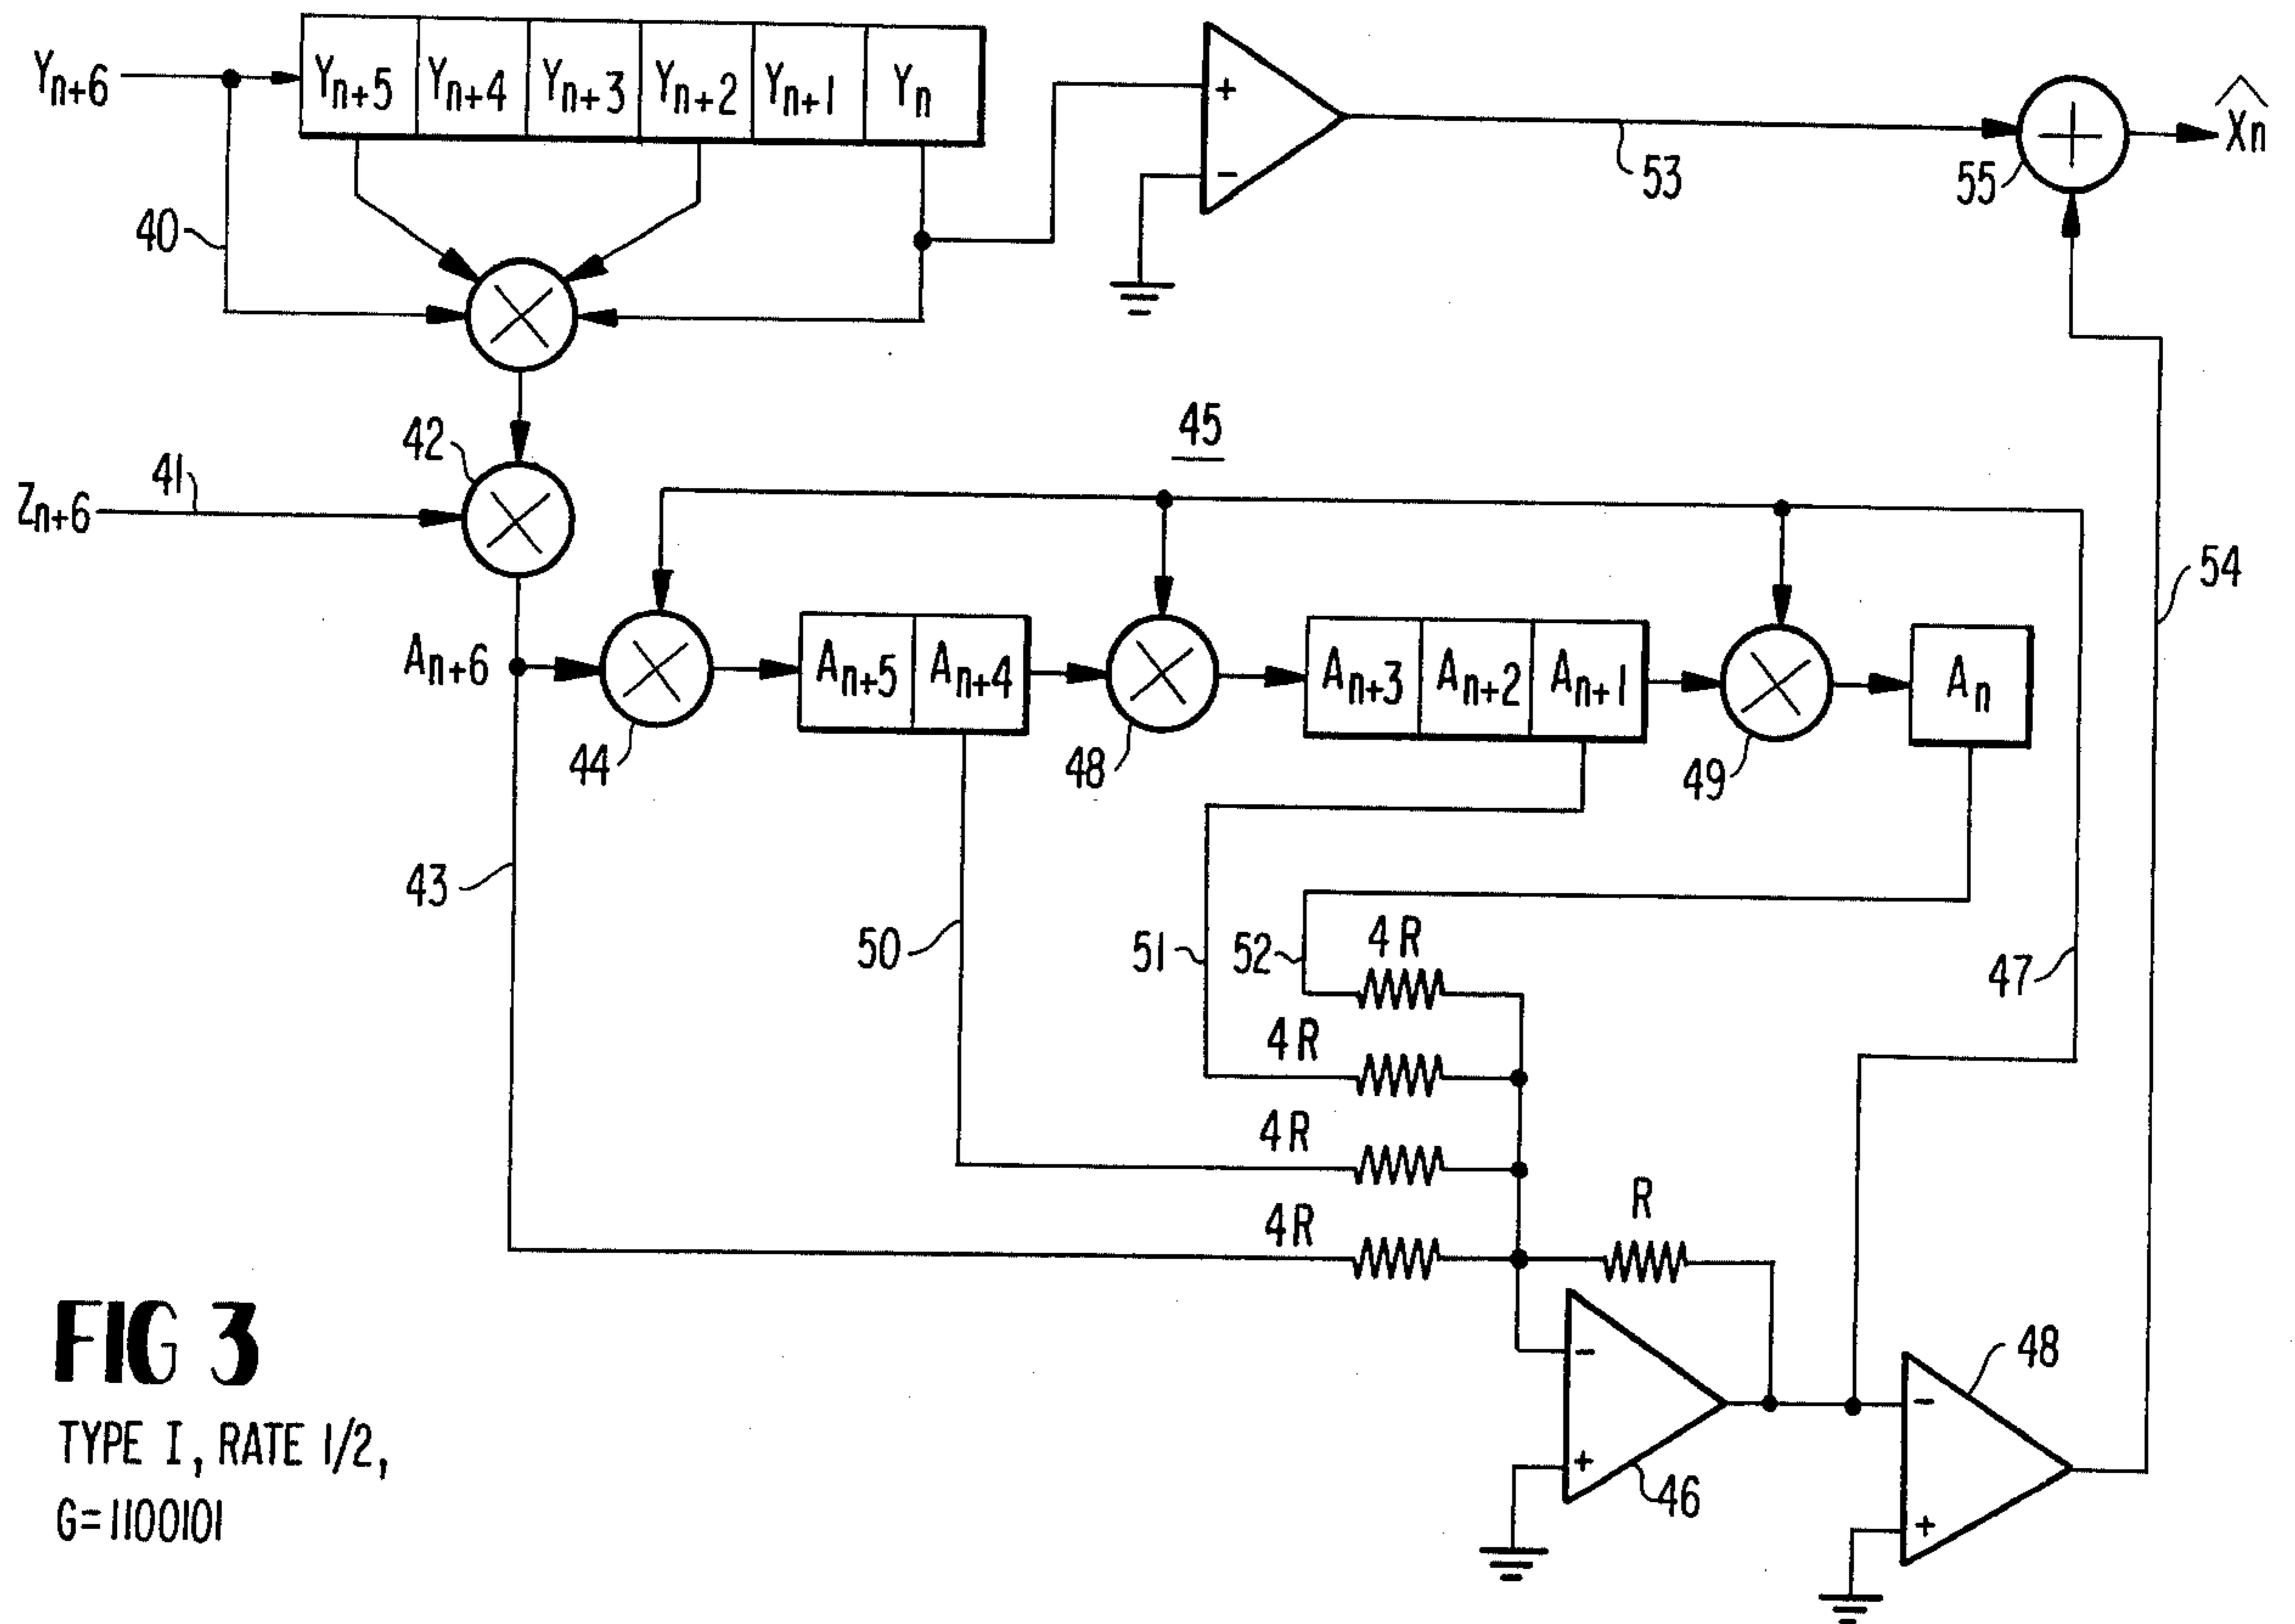 Yn+6
Yn+5 Yn+4 Yn+3 Yn+2 Yn+1 Yn
+
-
53
55
+
X̂n
40
42
41
Zn+6
45
54
An+6
44
An+5 An+4
48
An+3 An+2 An+1
49
An
43
50
51
52
4R
47
4R
4R
4R
R
-
+
46
-
+
48
FIG 3
TYPE I, RATE 1/2,
G=1100101